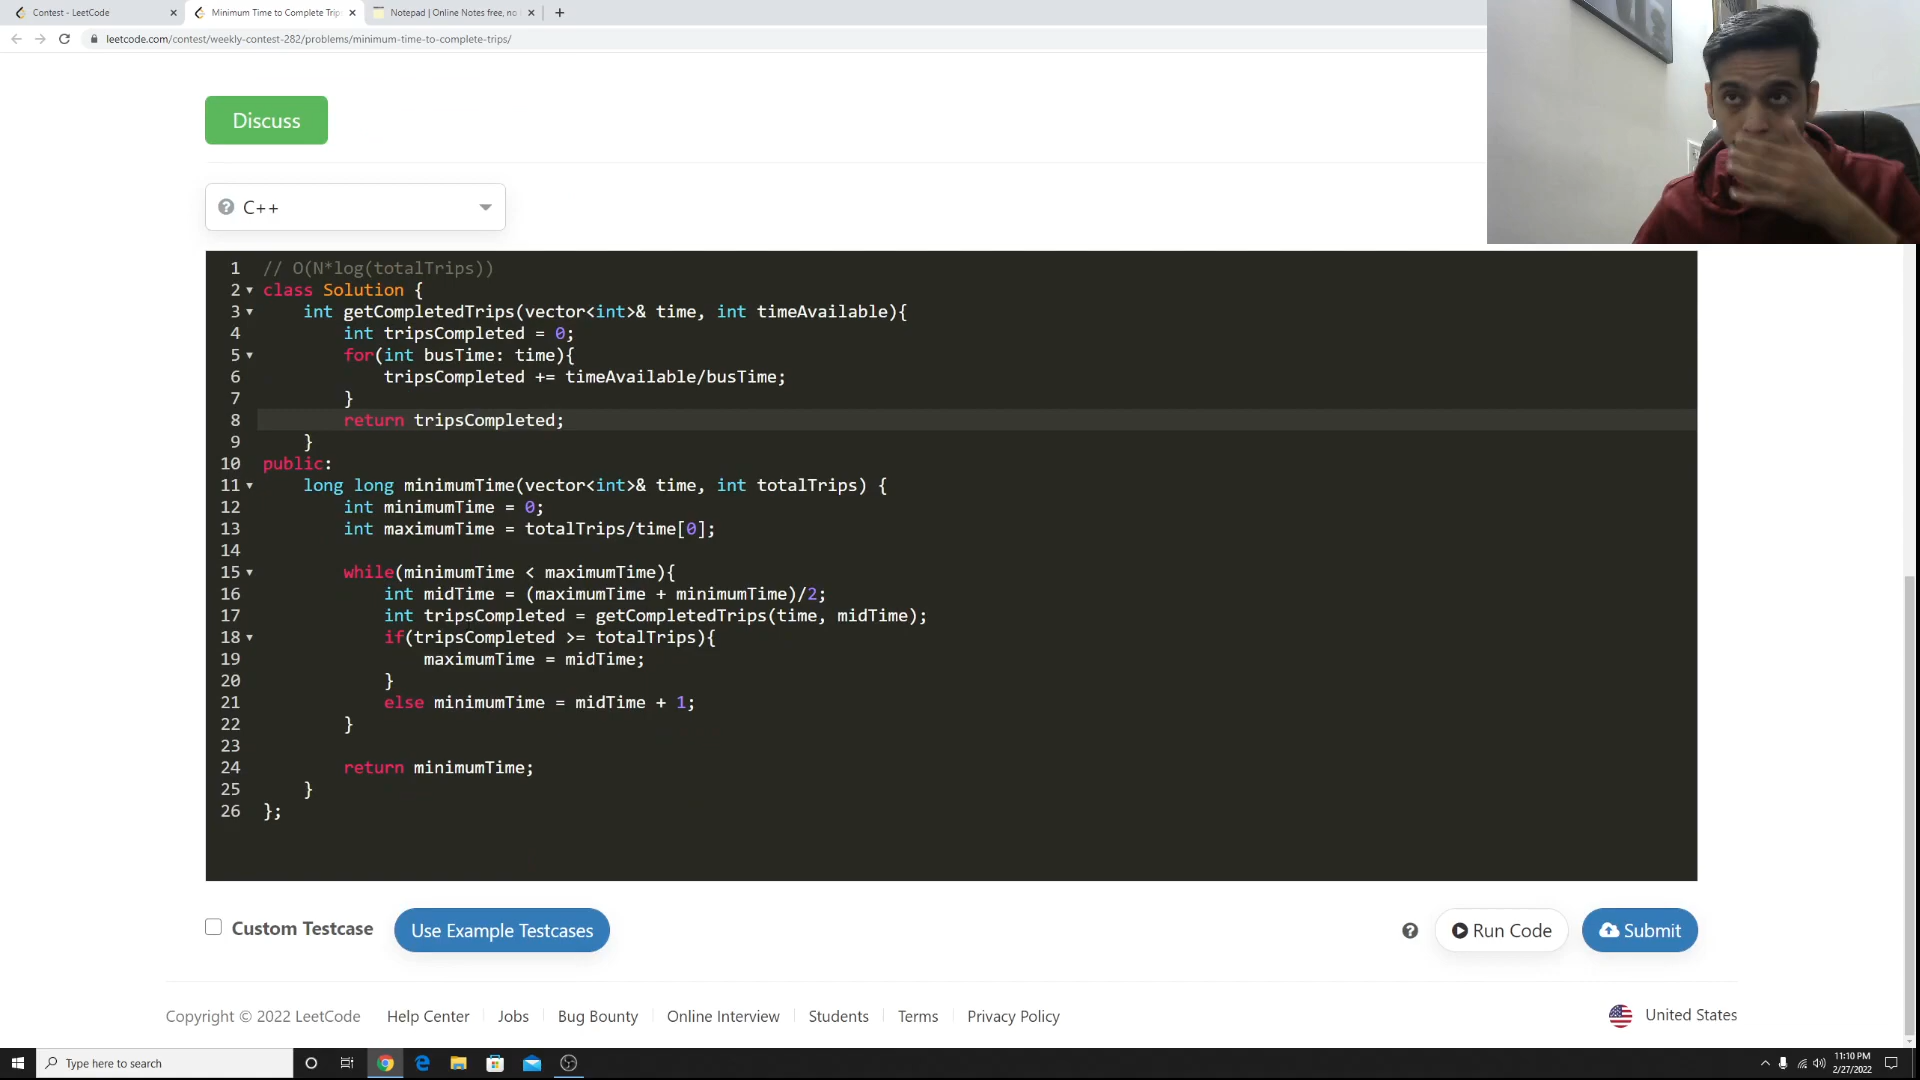 Contest - LeetCode
Minimum Time to Complete Trip
Notepad | Online Notes free, no
leetcode.com/contest/weekly-contest-282/problems/minimum-time-to-complete-trips/
Discuss
C++
1 // O(N*log(totalTrips))
2 class Solution {
3 int getCompletedTrips(vector<int>& time, int timeAvailable){
4 int tripsCompleted = 0;
5 for(int busTime: time){
6 tripsCompleted += timeAvailable/busTime;
7 }
8 return tripsCompleted;
9 }
10 public:
11 long long minimumTime(vector<int>& time, int totalTrips) {
12 int minimumTime = 0;
13 int maximumTime = totalTrips/time[0];
14
15 while(minimumTime < maximumTime){
16 int midTime = (maximumTime + minimumTime)/2;
17 int tripsCompleted = getCompletedTrips(time, midTime);
18 if(tripsCompleted >= totalTrips){
19 maximumTime = midTime;
20 }
21 else minimumTime = midTime + 1;
22 }
23
24 return minimumTime;
25 }
26 };
Custom Testcase
Use Example Testcases
Run Code
Submit
Copyright © 2022 LeetCode
Help Center
Jobs
Bug Bounty
Online Interview
Students
Terms
Privacy Policy
United States
Type here to search
11:10 PM
2/27/2022